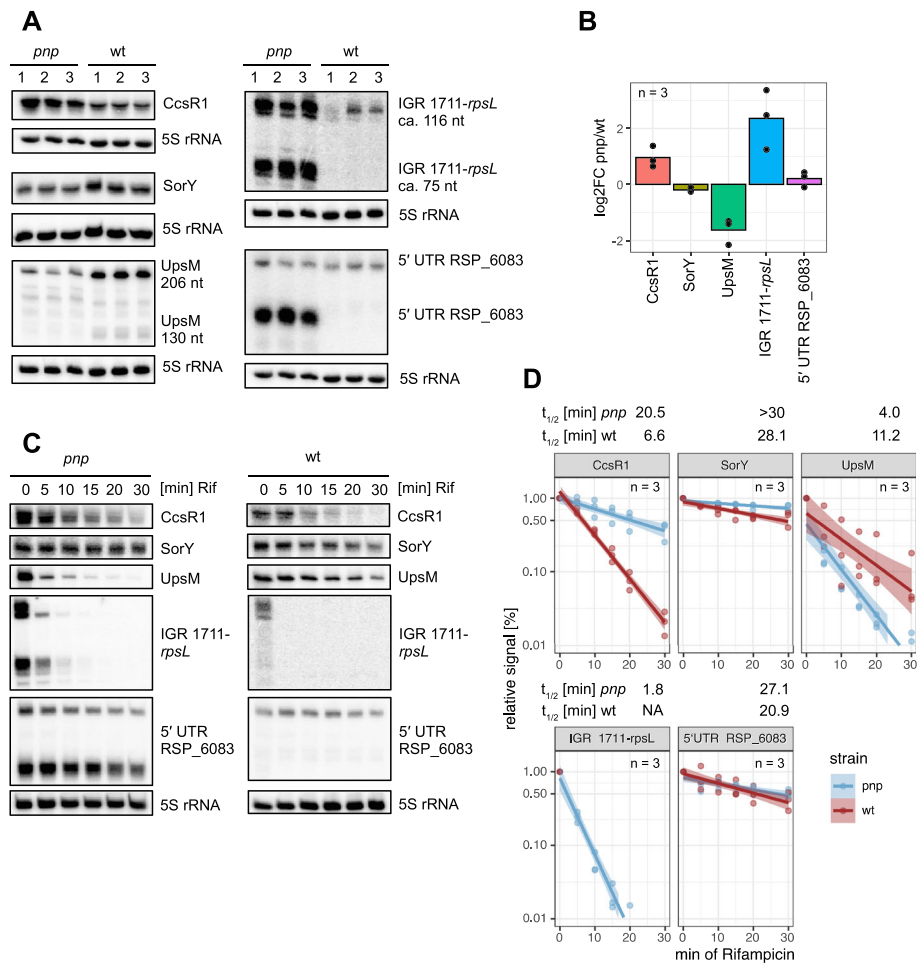 A
pnp
wt
1 2 3 1 2 3
CcsR1
5S rRNA
SorY
5S rRNA
UpsM
206 nt
UpsM
130 nt
5S rRNA
pnp
wt
1 2 3 1 2 3
IGR 1711-rpsL
ca. 116 nt
IGR 1711-rpsL
ca. 75 nt
5S rRNA
5′ UTR RSP_6083
5′ UTR RSP_6083
5S rRNA
B
n = 3
log2FC pnp/wt
2
0
-2
CcsR1
SorY
UpsM
IGR 1711-rpsL
5′ UTR RSP_6083
C
pnp
0 5 10 15 20 30 [min] Rif
CcsR1
SorY
UpsM
IGR 1711-
rpsL
5′ UTR
RSP_6083
5S rRNA
wt
0 5 10 15 20 30 [min] Rif
CcsR1
SorY
UpsM
IGR 1711-
rpsL
5′ UTR
RSP_6083
5S rRNA
D
t1/2 [min] pnp 20.5 >30 4.0
t1/2 [min] wt 6.6 28.1 11.2
CcsR1 SorY UpsM
n = 3 n = 3 n = 3
1.00
0.50
0.10
0.01
0 10 20 30
t1/2 [min] pnp 1.8 27.1
t1/2 [min] wt NA 20.9
IGR 1711-rpsL 5'UTR RSP_6083
n = 3 n = 3
1.00
0.50
0.10
0.01
0 10 20 30 0 10 20 30
relative signal [%]
min of Rifampicin
strain
pnp
wt